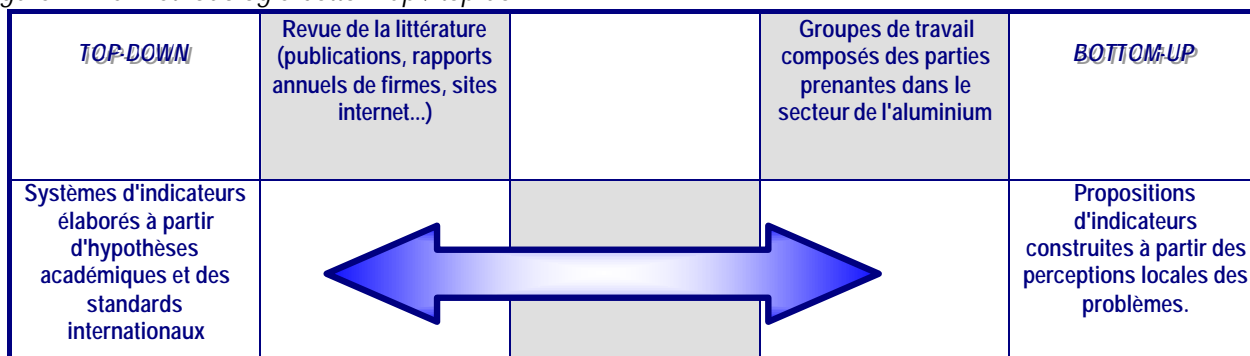 TOP-DOWN
Revue de la littérature
(publications, rapports
annuels de firmes, sites
internet...)
Groupes de travail
composés des parties
prenantes dans le
secteur de l'aluminium
BOTTOM-UP
Systèmes d'indicateurs
élaborés à partir
d'hypothèses
académiques et des
standards
internationaux
Propositions
d'indicateurs
construites à partir des
perceptions locales des
problèmes.